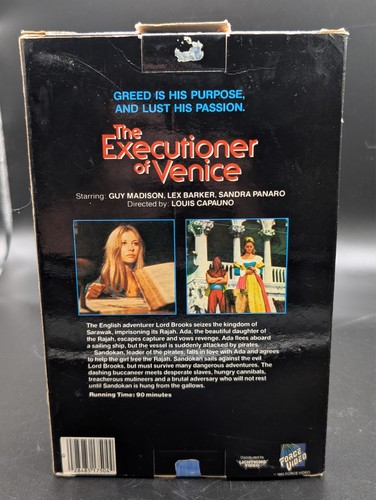 GREED IS HIS PURPOSE,
AND LUST HIS PASSION.
The
Executioner
of Venice
Starring: GUY MADISON, LEX BARKER, SANDRA PANARO
Directed by: LOUIS CAPAUNO
The English adventurer Lord Brooks seizes the kingdom of
Sarawak, imprisoning its Rajah. Ada, the beautiful daughter of
the Rajah, escapes capture and vows revenge. Ada flees aboard
a sailing ship, but the vessel is suddenly attacked by pirates.
Sandokan, leader of the pirates, falls in love with Ada and agrees
to help the girl free the Rajah. Sandokan sails against the evil
Lord Brooks, but must survive many dangerous adventures. The
dashing buccaneer meets desperate slaves, hungry cannibals,
treacherous mutineers and a brutal adversary who will not rest
until Sandokan is hung from the gallows.
Running Time: 90 minutes
Distributed by
LIGHTNING
VIDEO
FORCE
VIDEO
FORCE VIDEO